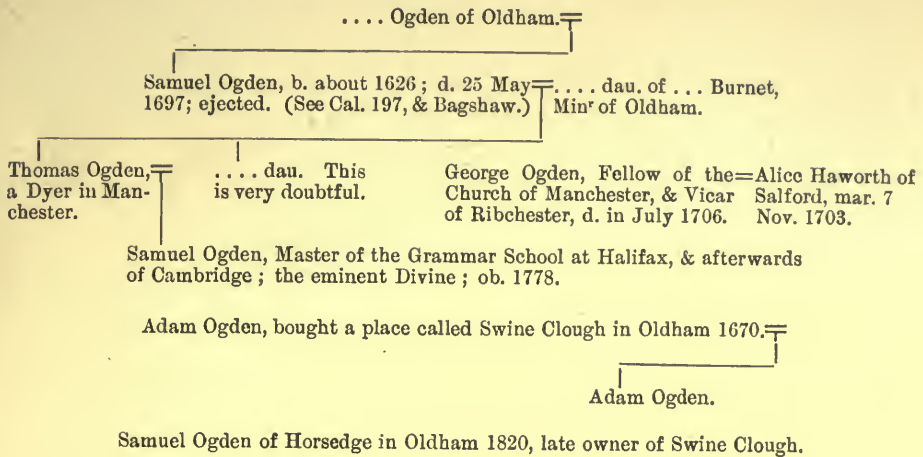 .... Ogden of Oldham.
Samuel Ogden, b. about 1626; d. 25 May
1697; ejected. (See Cal. 197, & Bagshaw.)
= .... dau. of ... Burnet,
Minr of Oldham.
Thomas Ogden,
a Dyer in Man-
chester.
.... dau. This
is very doubtful.
George Ogden, Fellow of the
Church of Manchester, & Vicar
of Ribchester, d. in July 1706.
=Alice Haworth of
Salford, mar. 7
Nov. 1703.
Samuel Ogden, Master of the Grammar School at Halifax, & afterwards
of Cambridge; the eminent Divine; ob. 1778.
Adam Ogden, bought a place called Swine Clough in Oldham 1670.
Adam Ogden.
Samuel Ogden of Horsedge in Oldham 1820, late owner of Swine Clough.